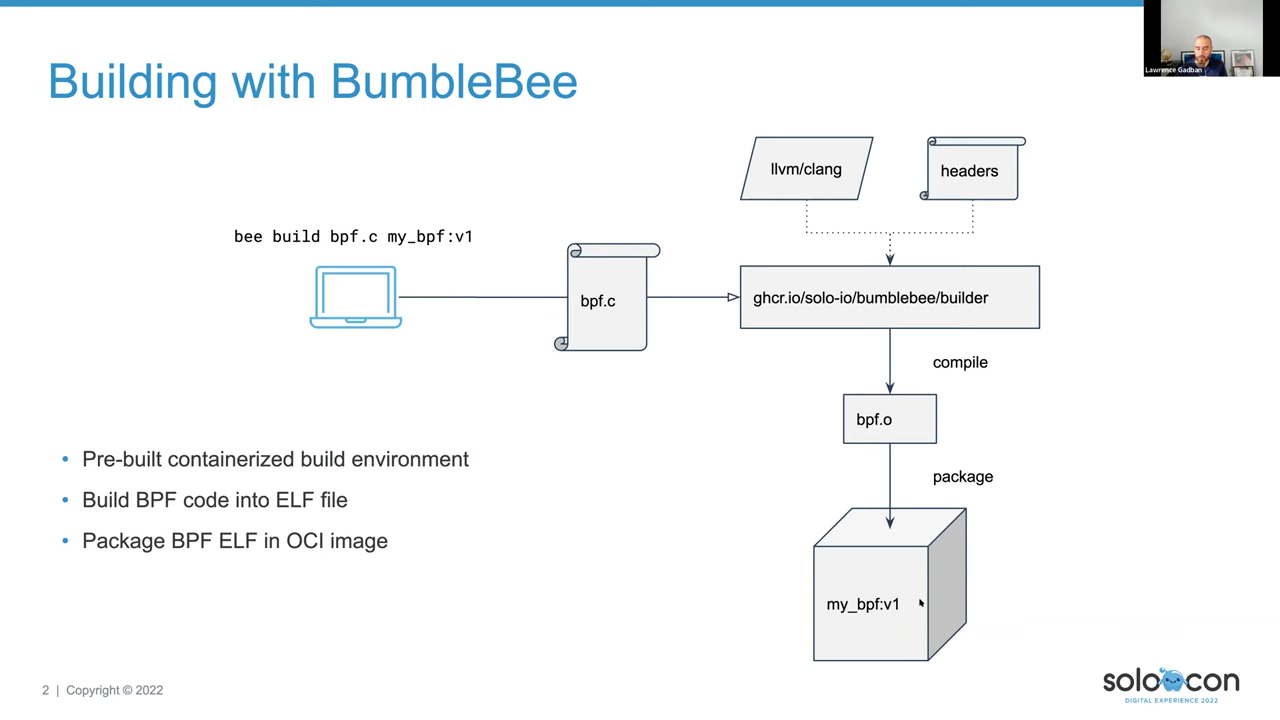 Lawrence Gadban
Building with BumbleBee
llvm/clang
headers
bee build bpf.c my_bpf:v1
bpf.c
ghcr.io/solo-io/bumblebee/builder
compile
bpf.o
package
my_bpf:v1
• Pre-built containerized build environment
• Build BPF code into ELF file
• Package BPF ELF in OCI image
2 | Copyright © 2022
solo con
DIGITAL EXPERIENCE 2022